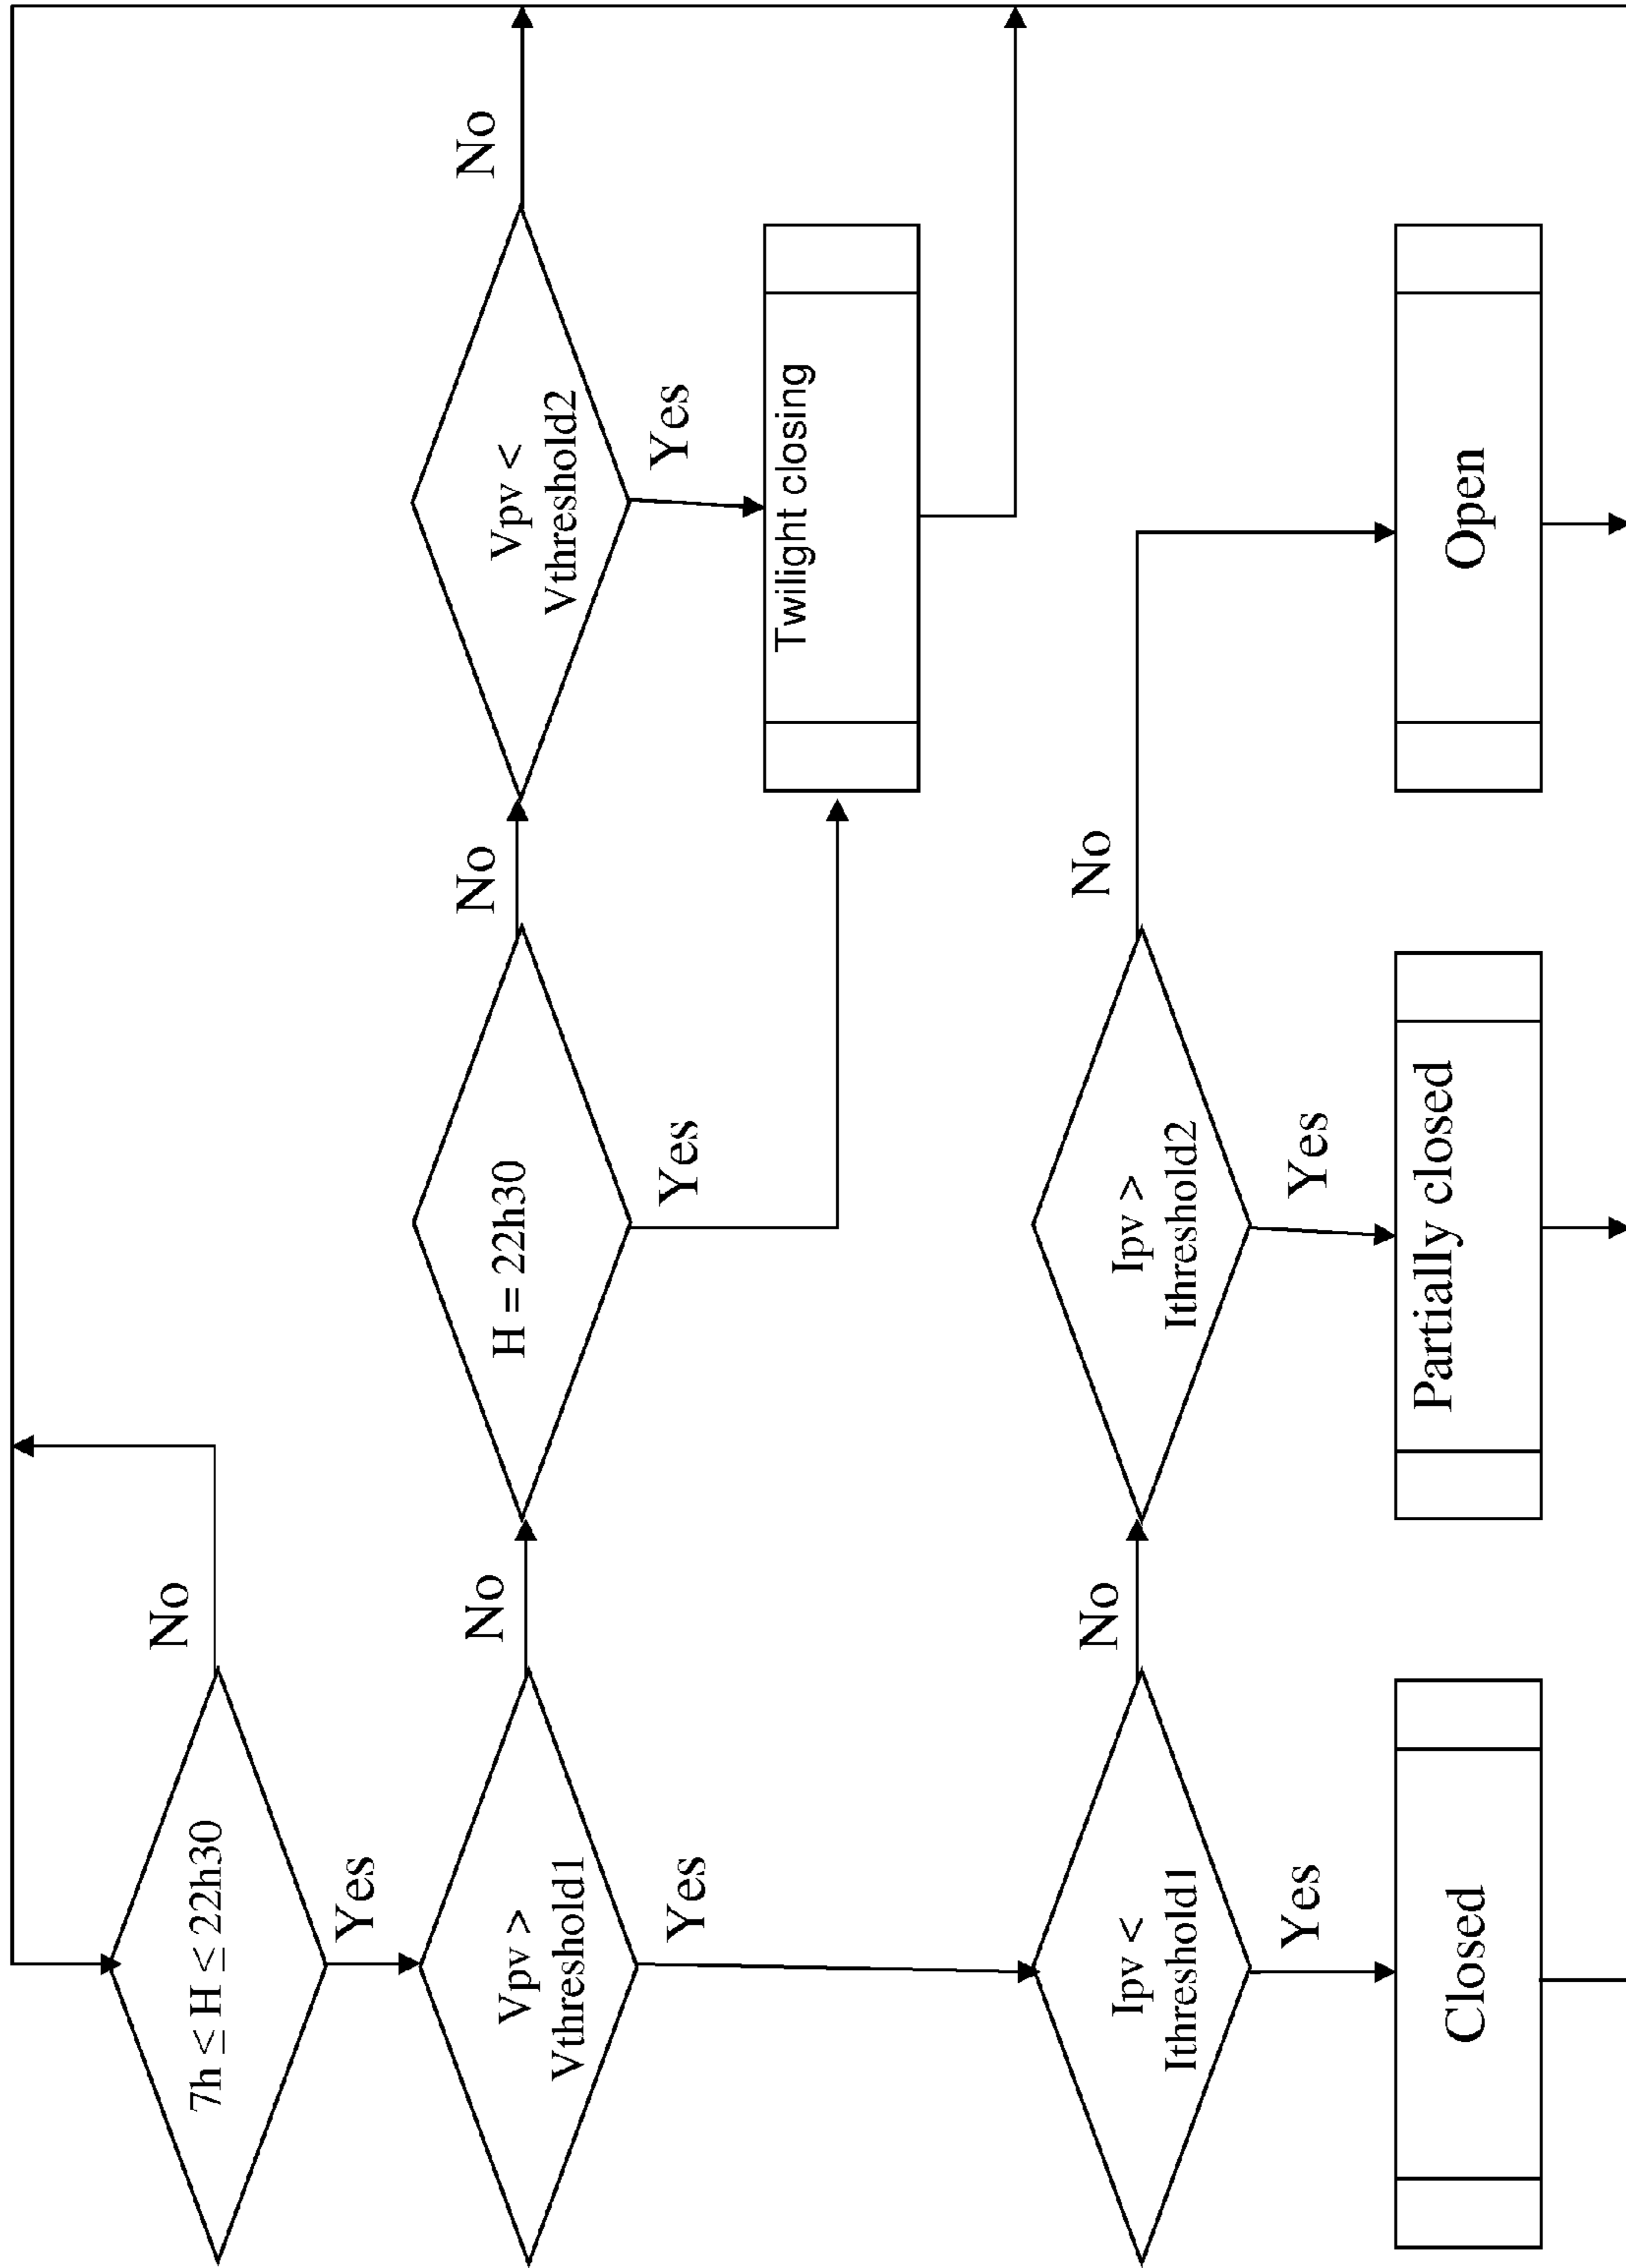 7h ≤ H ≤ 22h30
No
Yes
Vpv >
Vthreshold1
No
H = 22h30
No
Vpv <
Vthreshold2
No
Yes
Yes
Yes
Twilight closing
Ipv <
Ithreshold1
No
Ipv >
Ithreshold2
No
Yes
Yes
Closed
Partially closed
Open